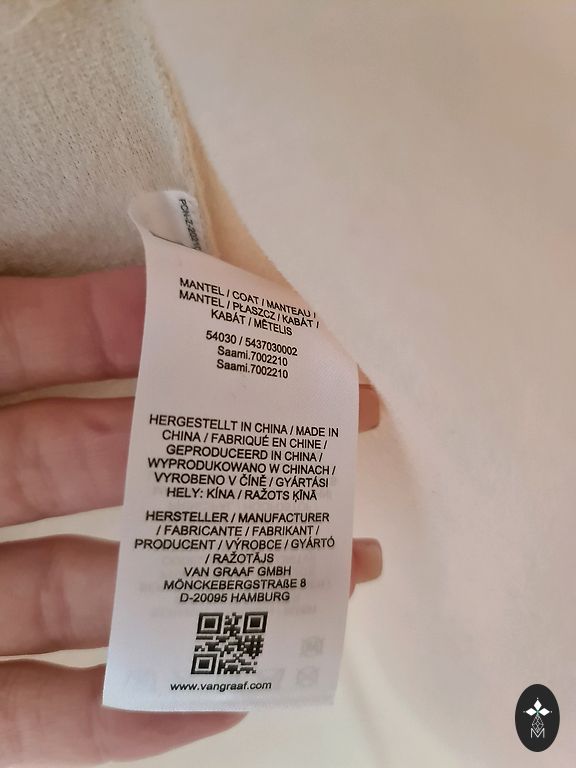 MANTEL / COAT / MANTEAU /
MANTEL / PŁASZCZ / KABÁT /
KABÁT / MĒTELIS
54030 / 5437030002
Saami.7002210
Saami.7002210
HERGESTELLT IN CHINA / MADE IN
CHINA / FABRIQUÉ EN CHINE /
GEPRODUCEERD IN CHINA /
WYPRODUKOWANO W CHINACH /
VYROBENO V ČÍNĚ / GYÁRTÁSI
HELY: KÍNA / RAŽOTS ĶĪNĀ
HERSTELLER / MANUFACTURER
/ FABRICANTE / FABRIKANT /
PRODUCENT / VÝROBCE / GYÁRTÓ
/ RAŽOTĀJS
VAN GRAAF GMBH
MÖNCKEBERGSTRAßE 8
D-20095 HAMBURG
www.vangraaf.com
M